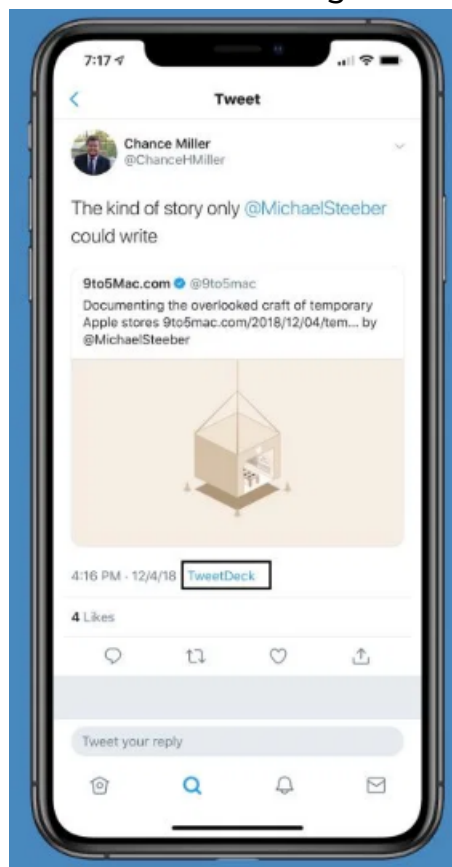 7:17
Tweet
Chance Miller
@ChanceHMiller
The kind of story only @MichaelSteeber
could write
9to5Mac.com @9to5mac
Documenting the overlooked craft of temporary
Apple stores 9to5mac.com/2018/12/04/tem... by
@MichaelSteeber
4:16 PM - 12/4/18 TweetDeck
4 Likes
Tweet your reply